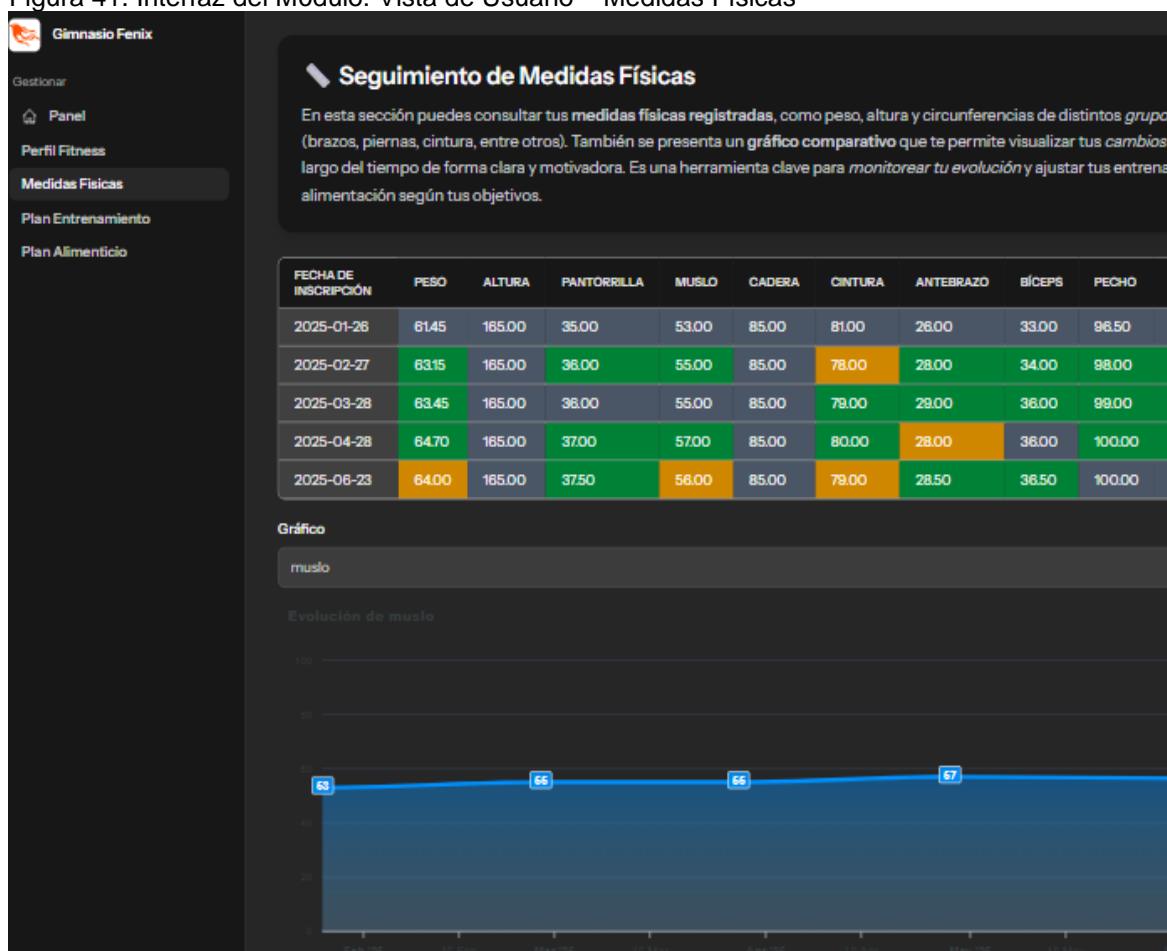 Figura 41. Interfaz del Módulo: Vista de Usuario – Medidas Físicas
Gimnasio Fenix
Gestionar
Panel
Perfil Fitness
Medidas Fisicas
Plan Entrenamiento
Plan Alimenticio
Seguimiento de Medidas Físicas
En esta sección puedes consultar tus medidas físicas registradas, como peso, altura y circunferencias de distintos grupo
(brazos, piernas, cintura, entre otros). También se presenta un gráfico comparativo que te permite visualizar tus cambios
largo del tiempo de forma clara y motivadora. Es una herramienta clave para monitorear tu evolución y ajustar tus entrena
alimentación según tus objetivos.
FECHA DE INSCRIPCIÓN PESO ALTURA PANTORRILLA MUSLO CADERA CINTURA ANTEBRAZO BÍCEPS PECHO
2025-01-26 61.45 165.00 35.00 53.00 85.00 81.00 26.00 33.00 96.50
2025-02-27 63.15 165.00 36.00 55.00 85.00 78.00 28.00 34.00 98.00
2025-03-28 63.45 165.00 36.00 55.00 85.00 79.00 29.00 36.00 99.00
2025-04-28 64.70 165.00 37.00 57.00 85.00 80.00 28.00 36.00 100.00
2025-06-23 64.00 165.00 37.50 56.00 85.00 79.00 28.50 36.50 100.00
Gráfico
muslo
Evolución de muslo
100
40
20
0
53
55
55
57